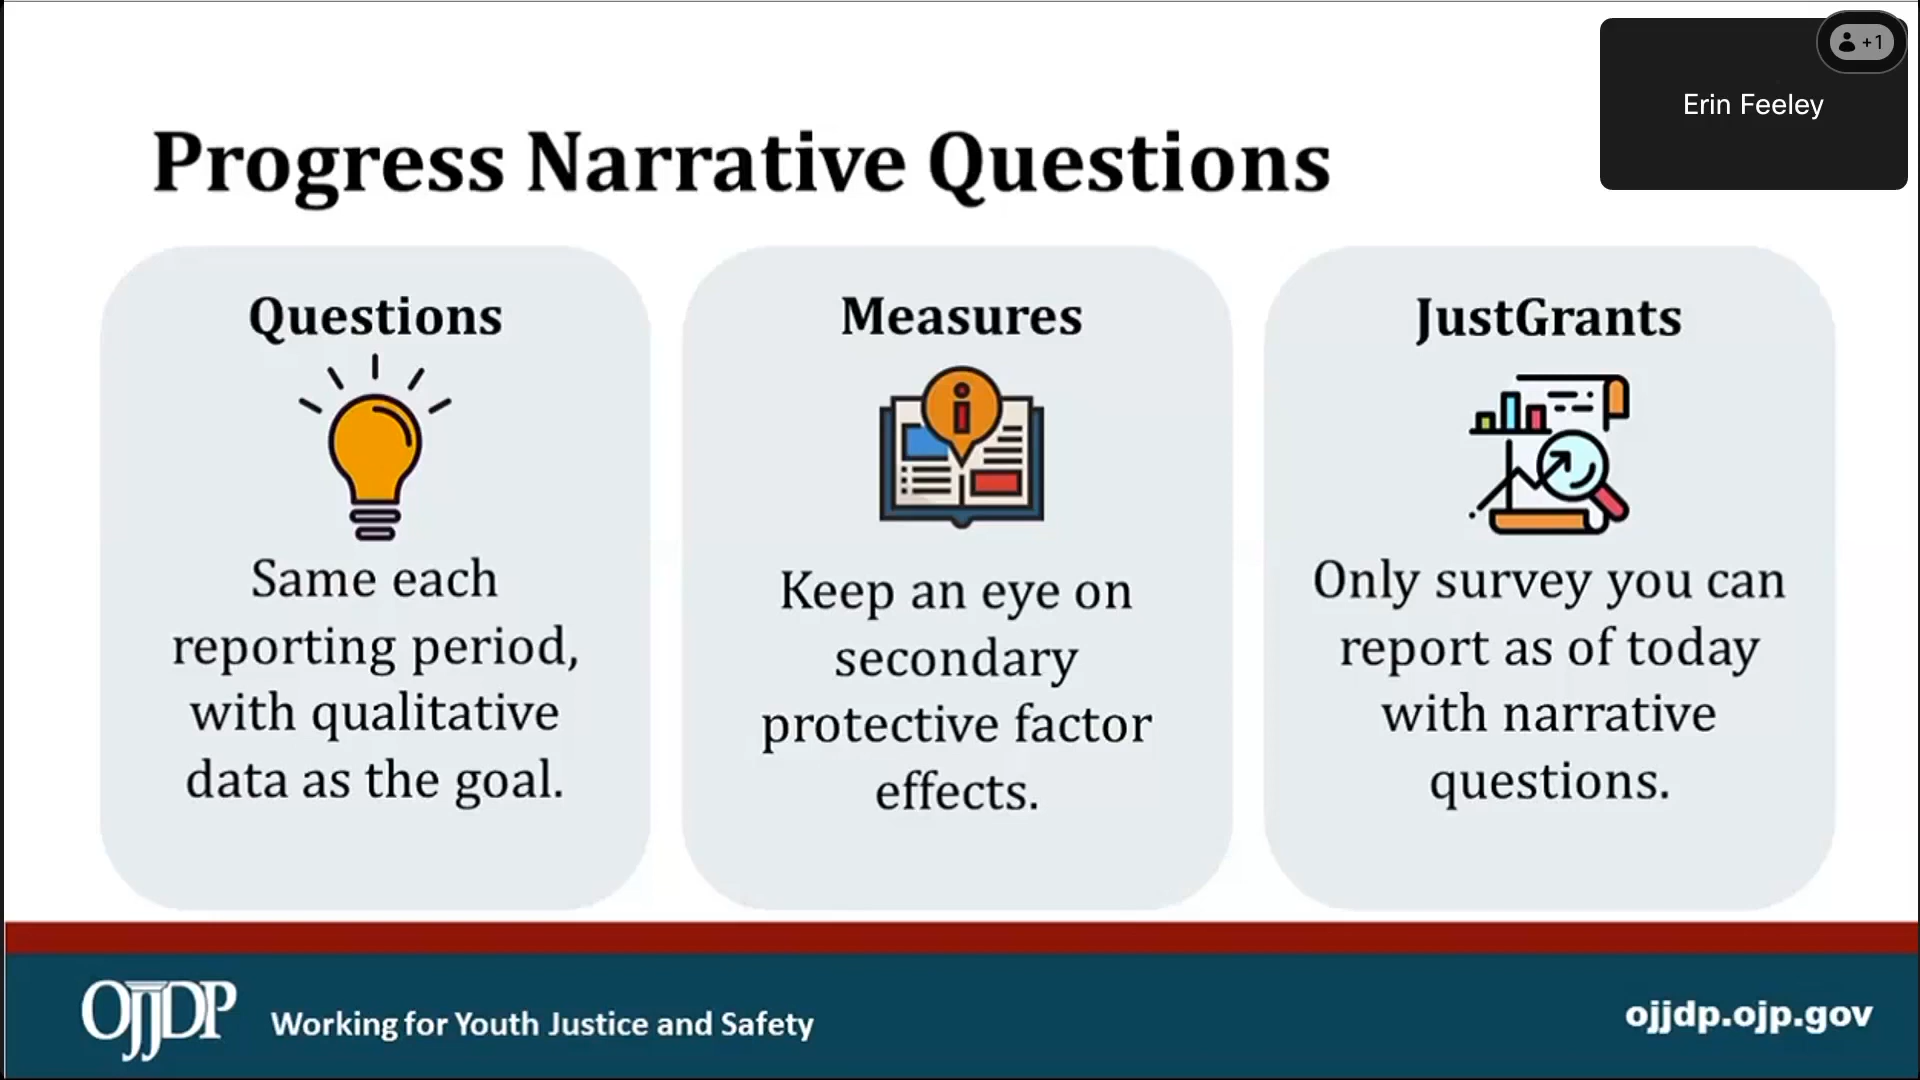 +1
Erin Feeley
Progress Narrative Questions
Questions
Same each
reporting period,
with qualitative
data as the goal.
Measures
i
Keep an eye on
secondary
protective factor
effects.
JustGrants
Only survey you can
report as of today
with narrative
questions.
OJJDP
Working for Youth Justice and Safety
ojjdp.ojp.gov